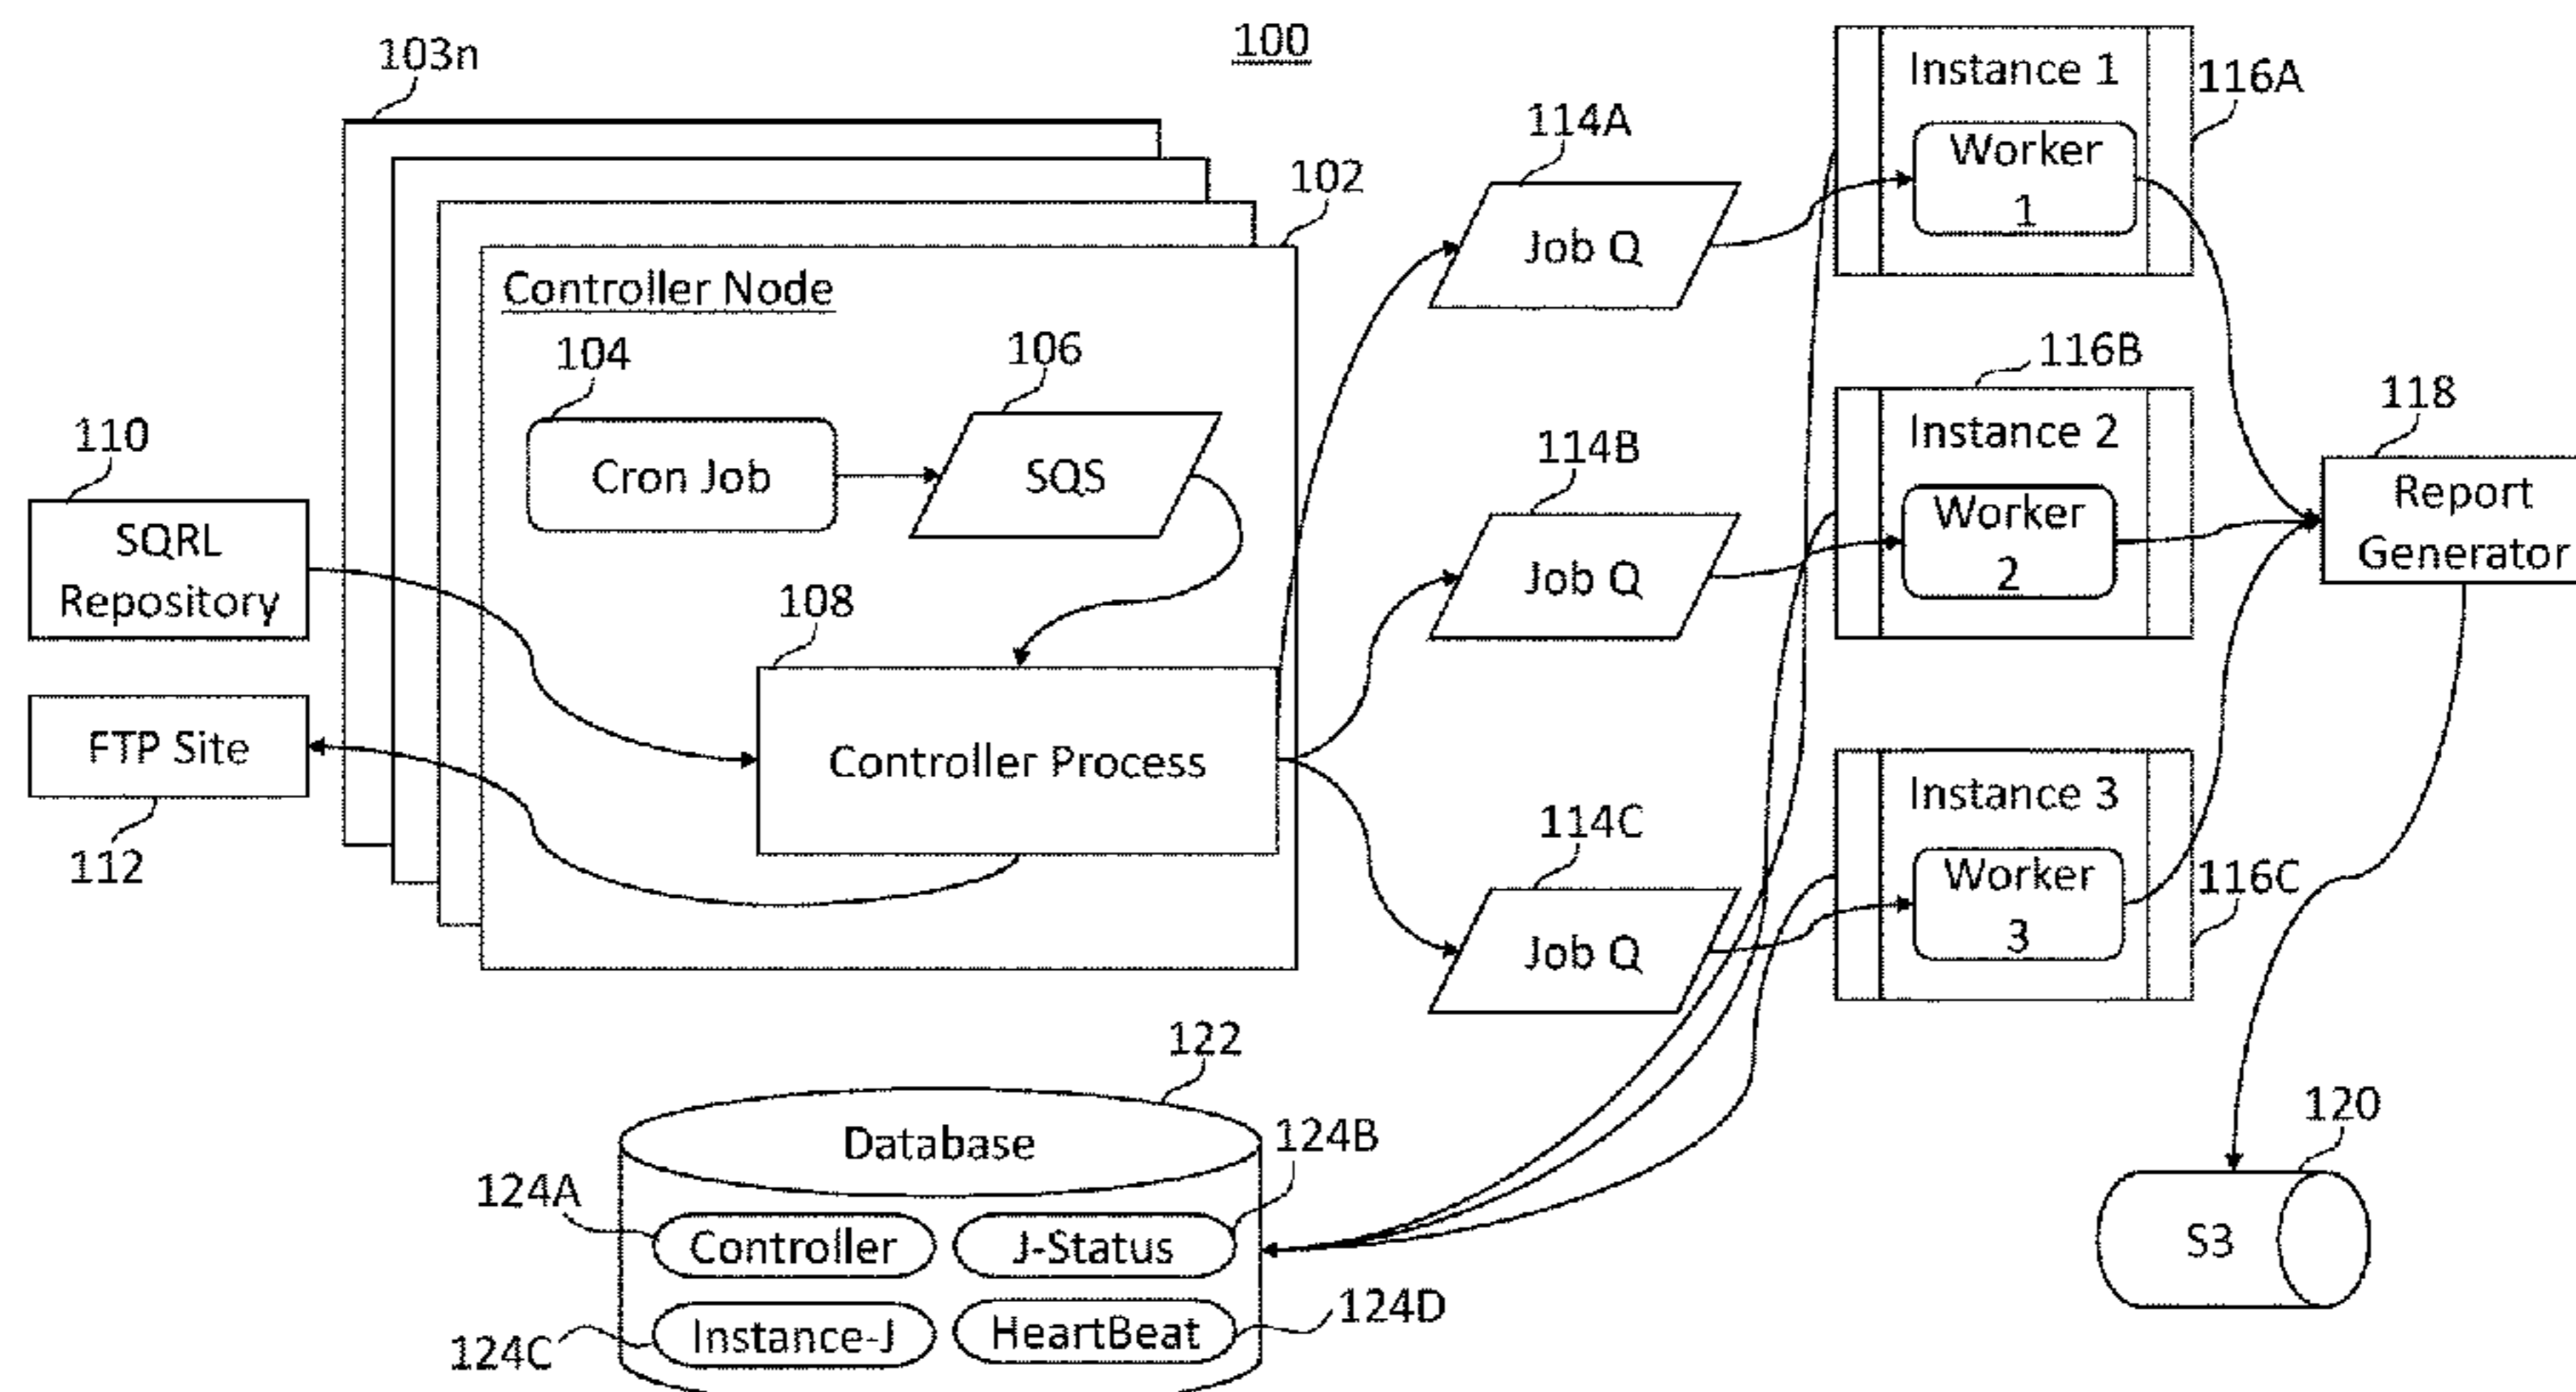 100
103n
102
Controller Node
104
Cron Job
106
SQS
108
Controller Process
110
SQRL
Repository
FTP Site
112
114A
Job Q
114B
Job Q
114C
Job Q
Instance 1
Worker
1
116A
116B
Instance 2
Worker
2
Instance 3
Worker
3
116C
118
Report
Generator
120
S3
122
Database
124A
Controller
124B
J-Status
124C
Instance-J
124D
HeartBeat